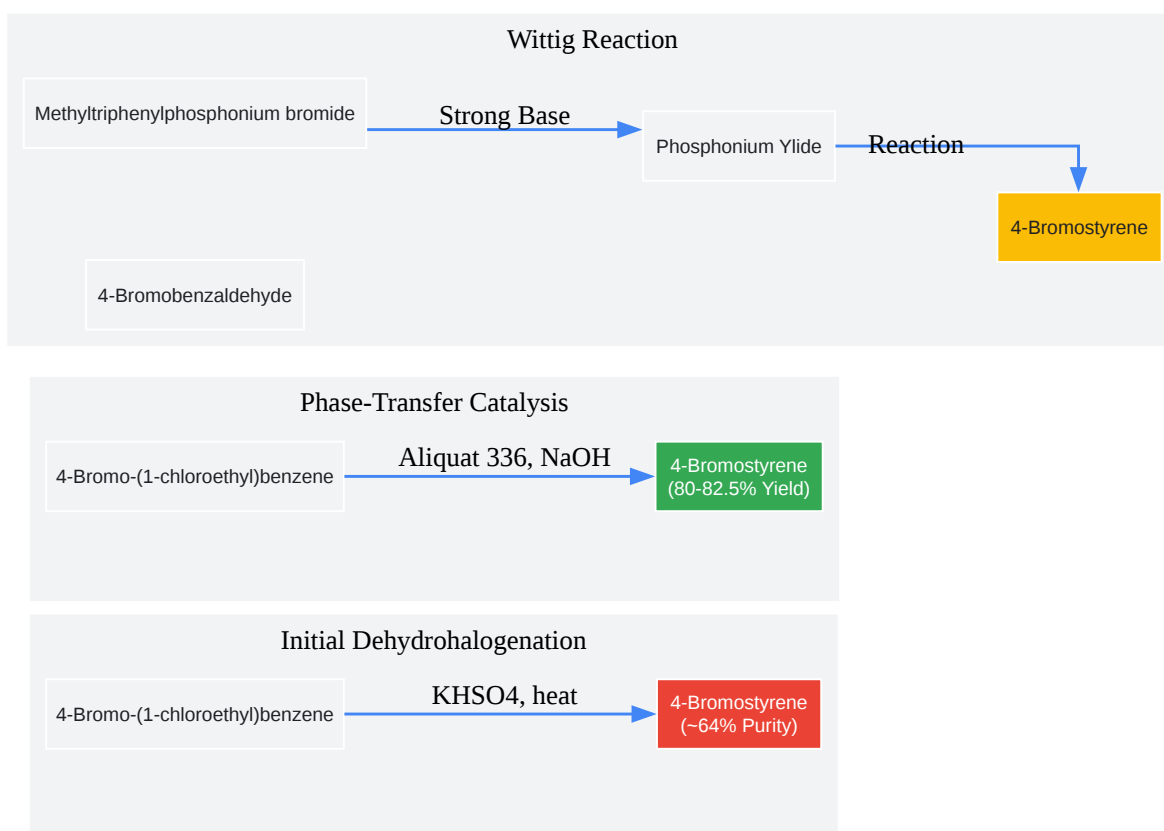 Wittig Reaction
Methyltriphenylphosphonium bromide
Strong Base
Phosphonium Ylide
Reaction
4-Bromostyrene
4-Bromobenzaldehyde
Phase-Transfer Catalysis
4-Bromo-(1-chloroethyl)benzene
Aliquat 336, NaOH
4-Bromostyrene
(80-82.5% Yield)
Initial Dehydrohalogenation
4-Bromo-(1-chloroethyl)benzene
KHSO4, heat
4-Bromostyrene
(~64% Purity)